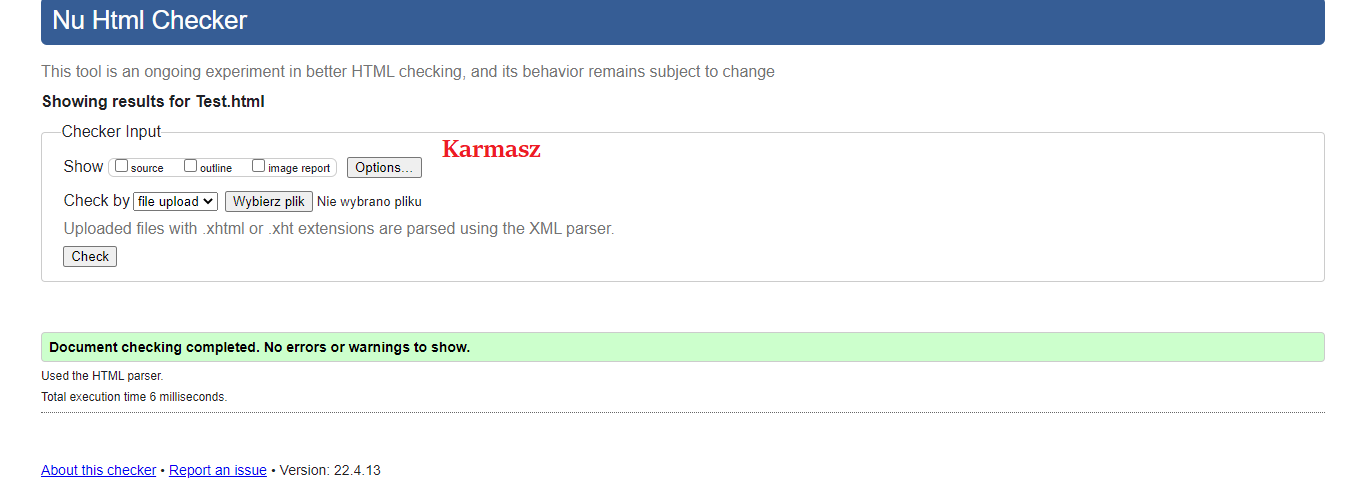 Nu Html Checker
This tool is an ongoing experiment in better HTML checking, and its behavior remains subject to change
Showing results for Test.html
Checker Input
Karmasz
Show source outline image report Options...
Check by file upload Wybierz plik Nie wybrano pliku
Uploaded files with .xhtml or .xht extensions are parsed using the XML parser.
Check
Document checking completed. No errors or warnings to show.
Used the HTML parser.
Total execution time 6 milliseconds.
About this checker • Report an issue • Version: 22.4.13